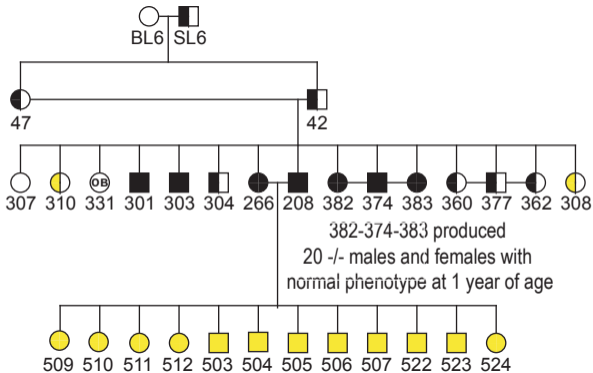 BL6 SL6
47 42
OB
307 310 331 301 303 304 266 208 382 374 383 360 377 362 308
382-374-383 produced
20 -/- males and females with
normal phenotype at 1 year of age
509 510 511 512 503 504 505 506 507 522 523 524